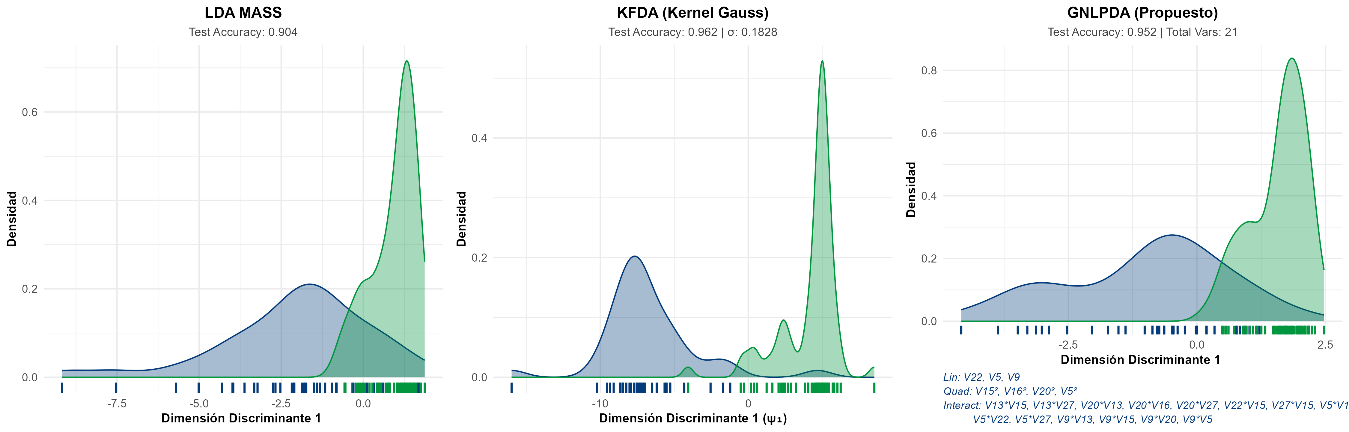 LDA MASS
Test Accuracy: 0.904
Densidad
0.6
0.4
0.2
0.0
-7.5
-5.0
-2.5
0.0
Dimensión Discriminante 1
KFDA (Kernel Gauss)
Test Accuracy: 0.962 | σ: 0.1828
Densidad
0.4
0.2
0.0
-10
0
Dimensión Discriminante 1 (ψ₁)
GNLPDA (Propuesto)
Test Accuracy: 0.952 | Total Vars: 21
Densidad
0.8
0.6
0.4
0.2
0.0
-2.5
0.0
2.5
Dimensión Discriminante 1
Lin: V22, V5, V9
Quad: V15², V16², V20², V5²
Interact: V13*V15, V13*V27, V20*V13, V20*V16, V20*V27, V22*V15, V27*V15, V5*V1
V5*V22, V5*V27, V9*V13, V9*V15, V9*V20, V9*V5